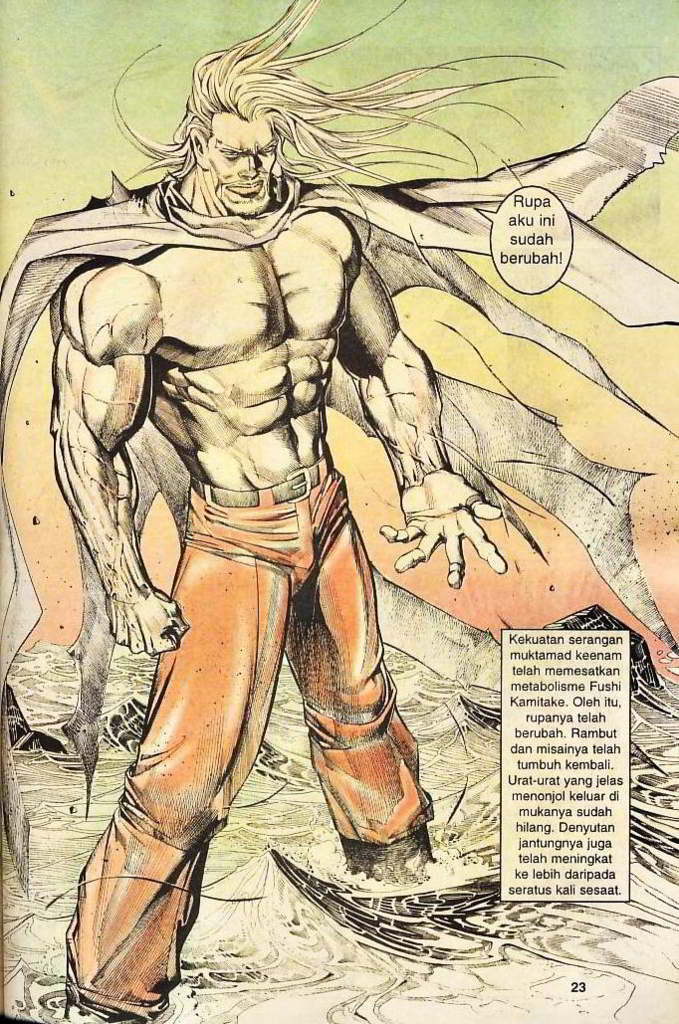 Rupa
aku ini
sudah
berubah!
Kekuatan serangan
muktamad keenam
telah memesatkan
metabolisme Fushi
Kamitake. Oleh itu,
rupanya telah
berubah. Rambut
dan misainya telah
tumbuh kembali.
Urat-urat yang jelas
menonjol keluar di
mukanya sudah
hilang. Denyutan
jantungnya juga
telah meningkat
ke lebih daripada
seratus kali sesaat.
23